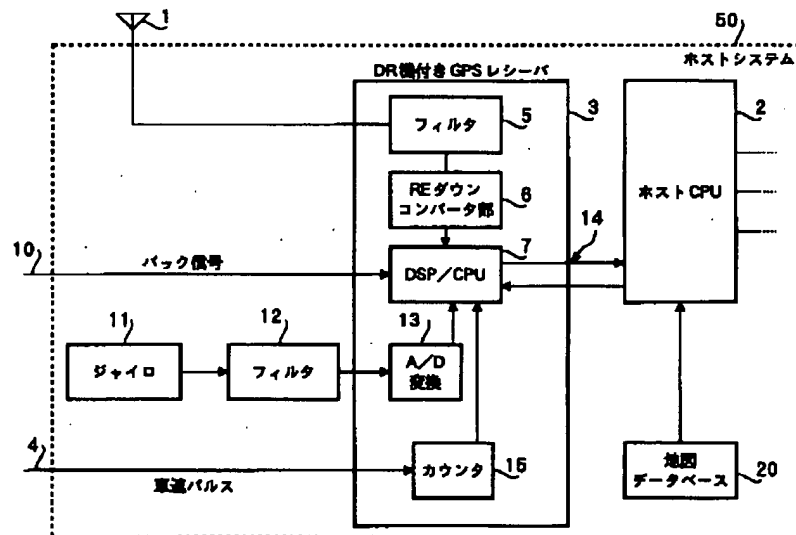 1
50
ホストシステム
DR機付きGPSレシーバ
3
2
フィルタ
5
REダウン
コンバータ部
6
ホストCPU
14
10
バック信号
7
DSP/CPU
11
12
13
ジャイロ
フィルタ
A/D
変換
4
車速パルス
カウンタ
15
地図
データベース
20